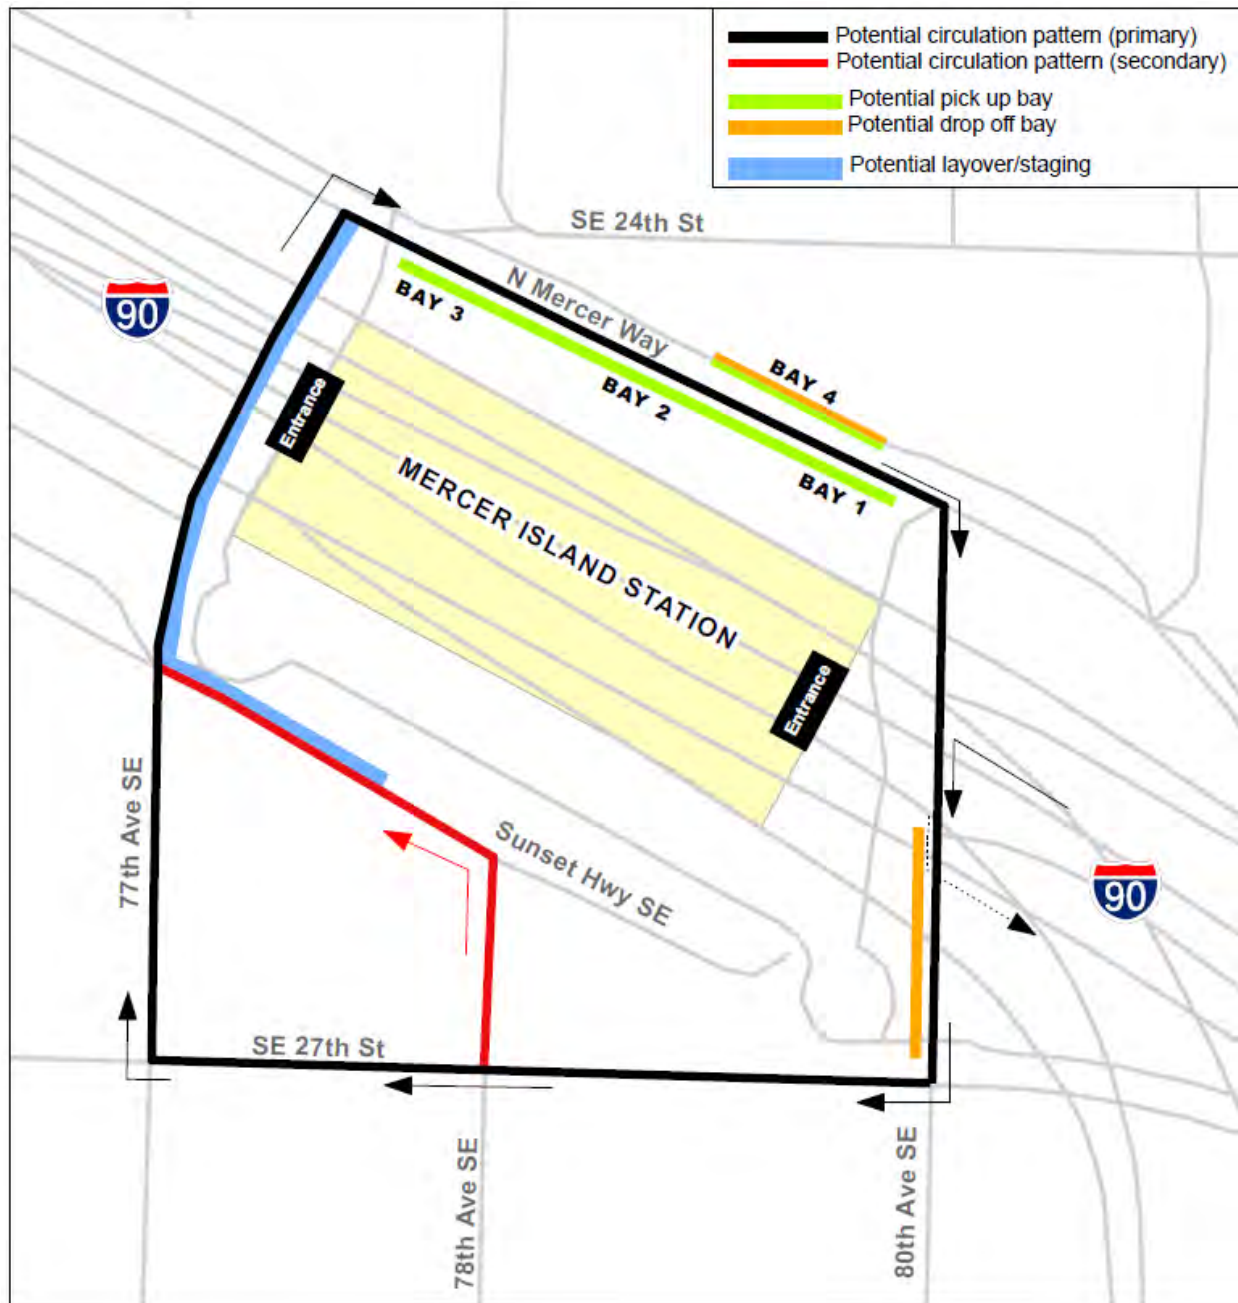 Potential circulation pattern (primary)
Potential circulation pattern (secondary)
Potential pick up bay
Potential drop off bay
Potential layover/staging
SE 24th St
N Mercer Way
90
BAY 3
BAY 4
BAY 2
Entrance
BAY 1
MERCER ISLAND STATION
Entrance
77th Ave SE
Sunset Hwy SE
90
SE 27th St
78th Ave SE
80th Ave SE